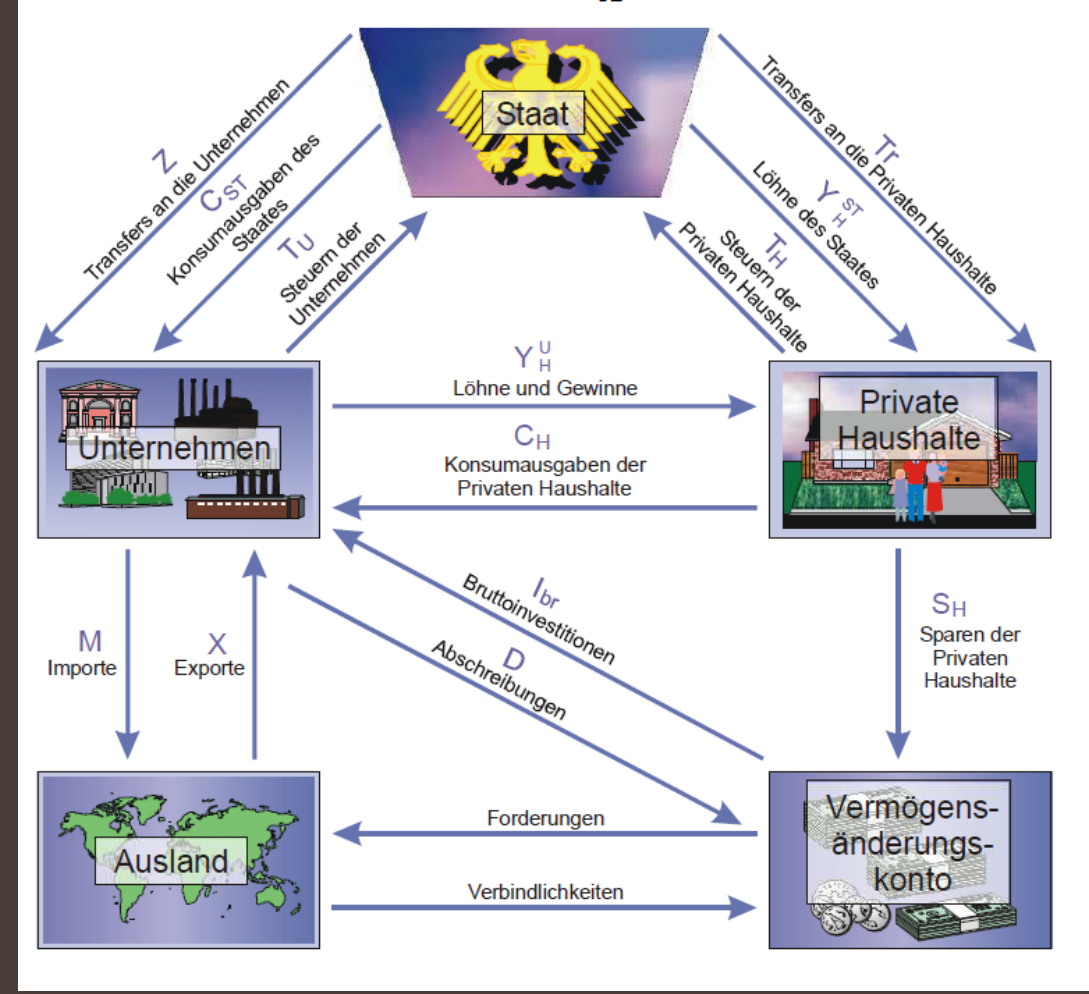 Staat
Z
Transfers an die Unternehmen
CST
Konsumausgaben des
Staates
TU
Steuern der
Unternehmen
Tr
Transfers an die Privaten Haushalte
YHST
Löhne des Staates
TH
Steuern der
Privaten Haushalte
Unternehmen
YHU
Löhne und Gewinne
CH
Konsumausgaben der
Privaten Haushalte
Private
Haushalte
M
Importe
X
Exporte
Ibr
Bruttoinvestitionen
D
Abschreibungen
SH
Sparen der
Privaten
Haushalte
Ausland
Forderungen
Verbindlichkeiten
Vermögens-
änderungs-
konto